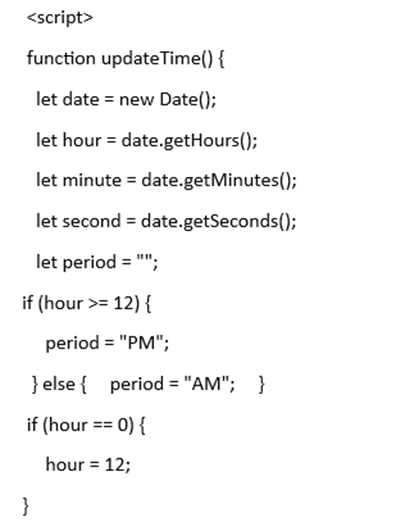 <script>
function updateTime() {
let date = new Date();
let hour = date.getHours();
let minute = date.getMinutes();
let second = date.getSeconds();
let period = "";
if (hour >= 12) {
period = "PM";
} else { period = "AM"; }
if (hour == 0) {
hour = 12;
}